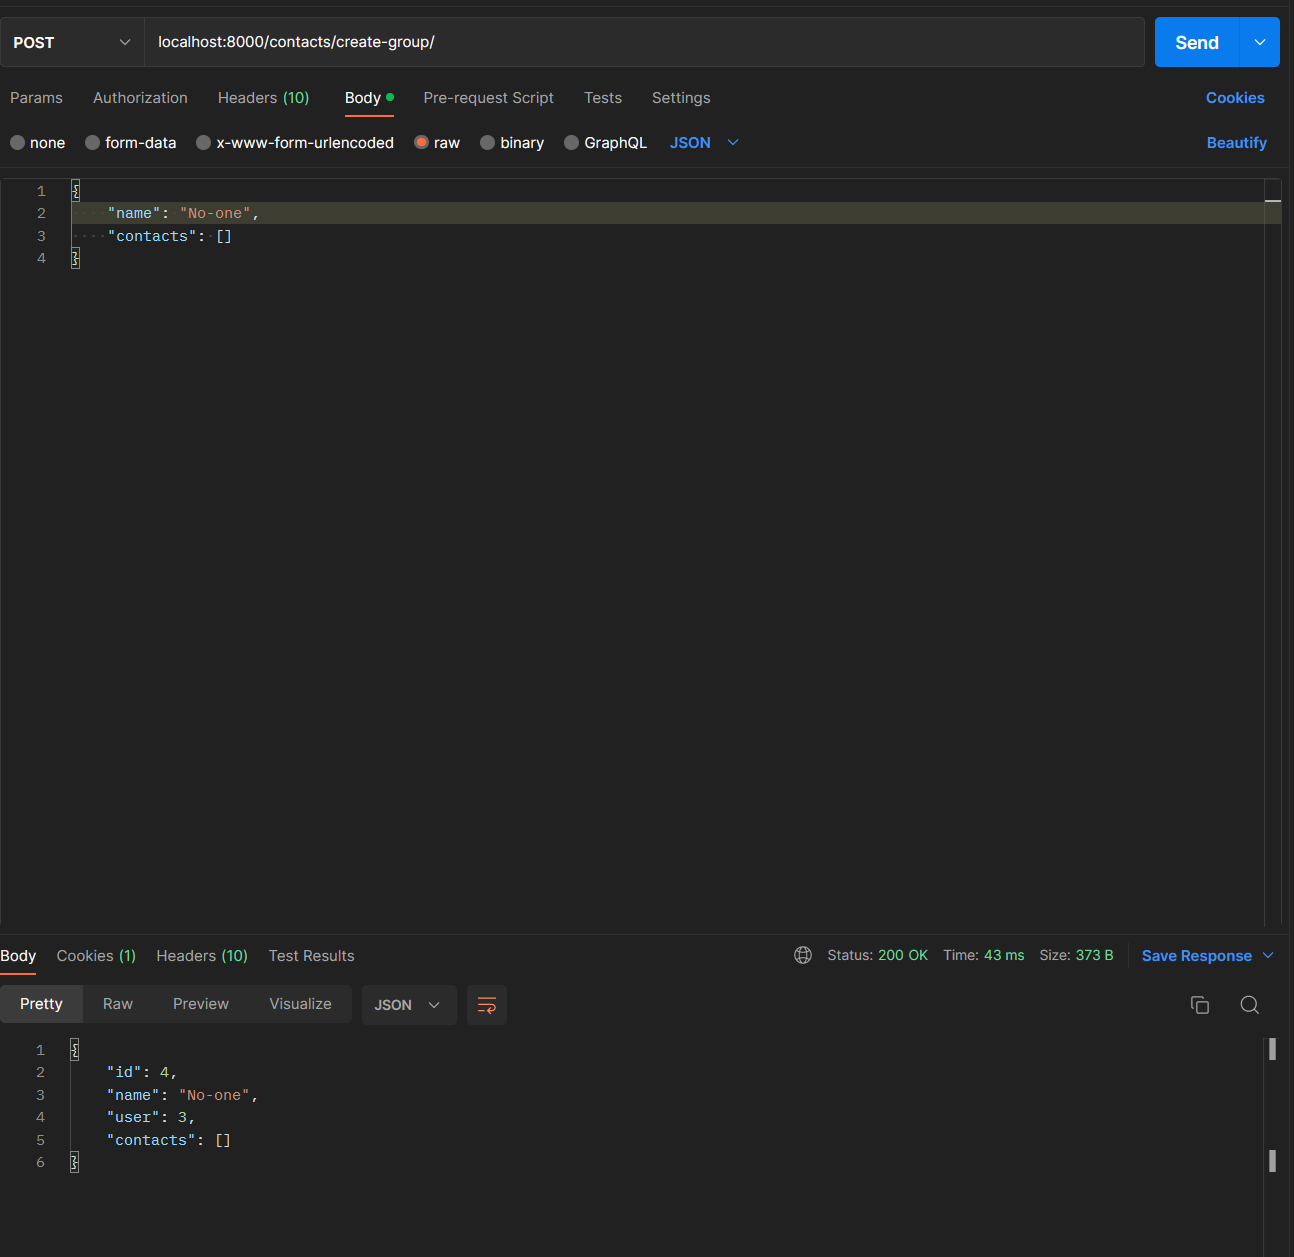 POST localhost:8000/contacts/create-group/ Send
Params Authorization Headers (10) Body Pre-request Script Tests Settings Cookies
none form-data x-www-form-urlencoded raw binary GraphQL JSON Beautify
1 {
2 "name": "No-one",
3 "contacts": []
4 }
Body Cookies (1) Headers (10) Test Results Status: 200 OK Time: 43 ms Size: 373 B Save Response
Pretty Raw Preview Visualize JSON
1 {
2 "id": 4,
3 "name": "No-one",
4 "user": 3,
5 "contacts": []
6 }